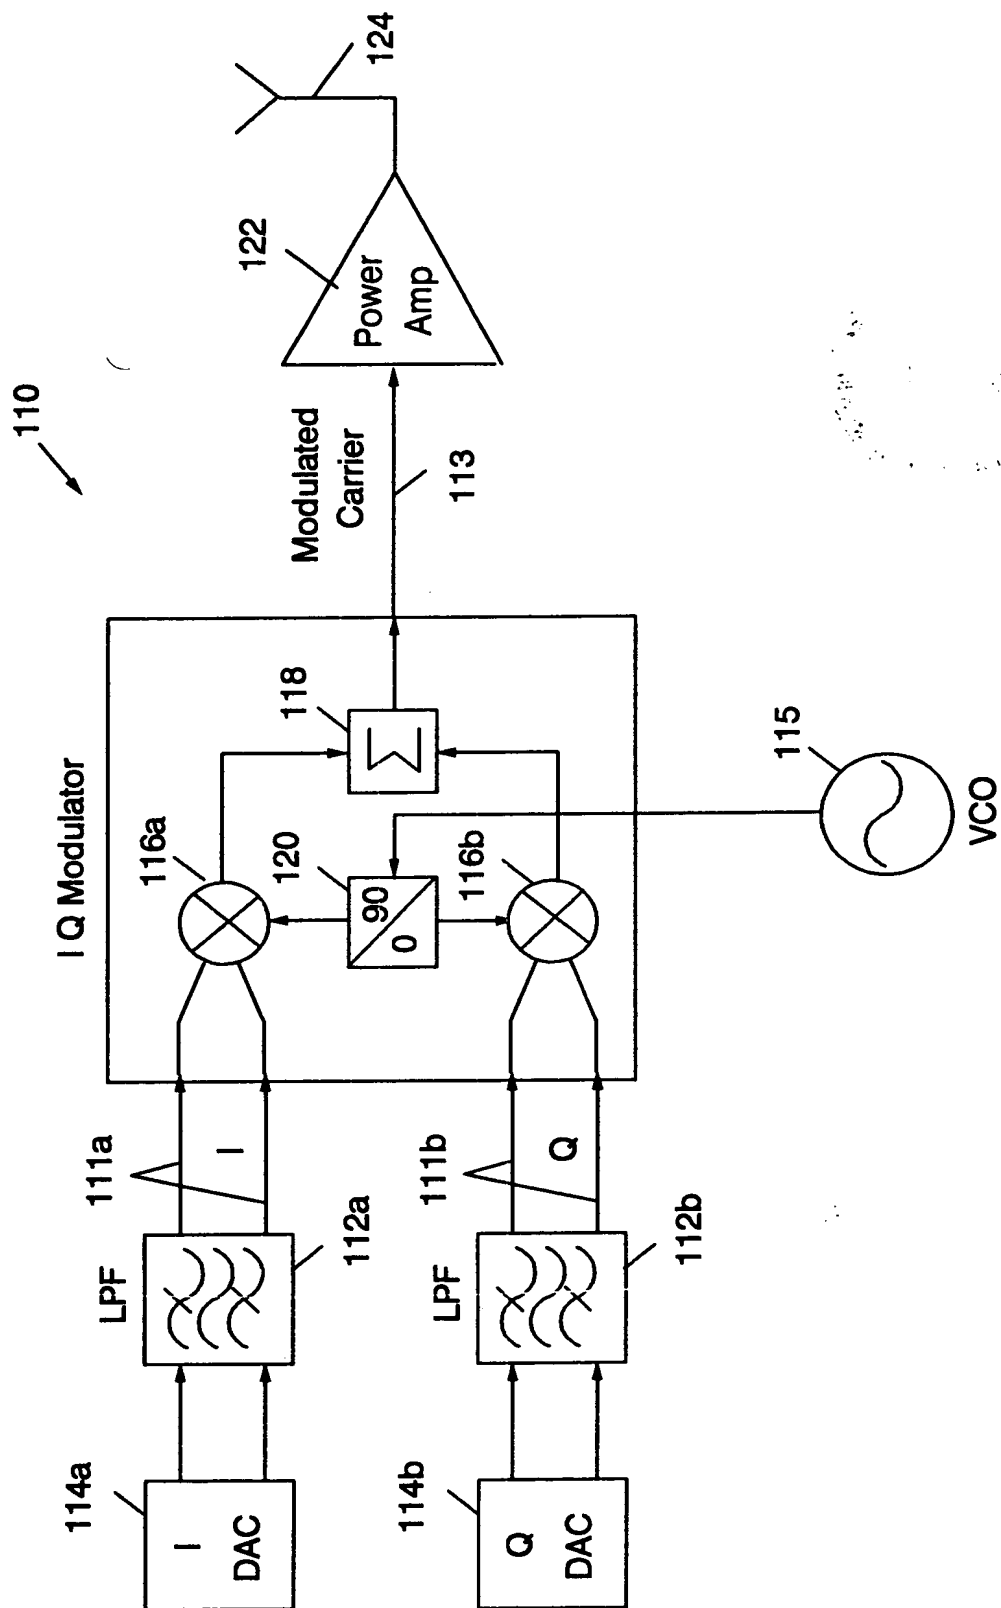 110
I Q Modulator
114a
I
DAC
LPF
112a
111a
I
116a
120
90
0
118
Σ
116b
Modulated
Carrier
113
122
Power
Amp
124
114b
Q
DAC
LPF
112b
111b
Q
115
VCO